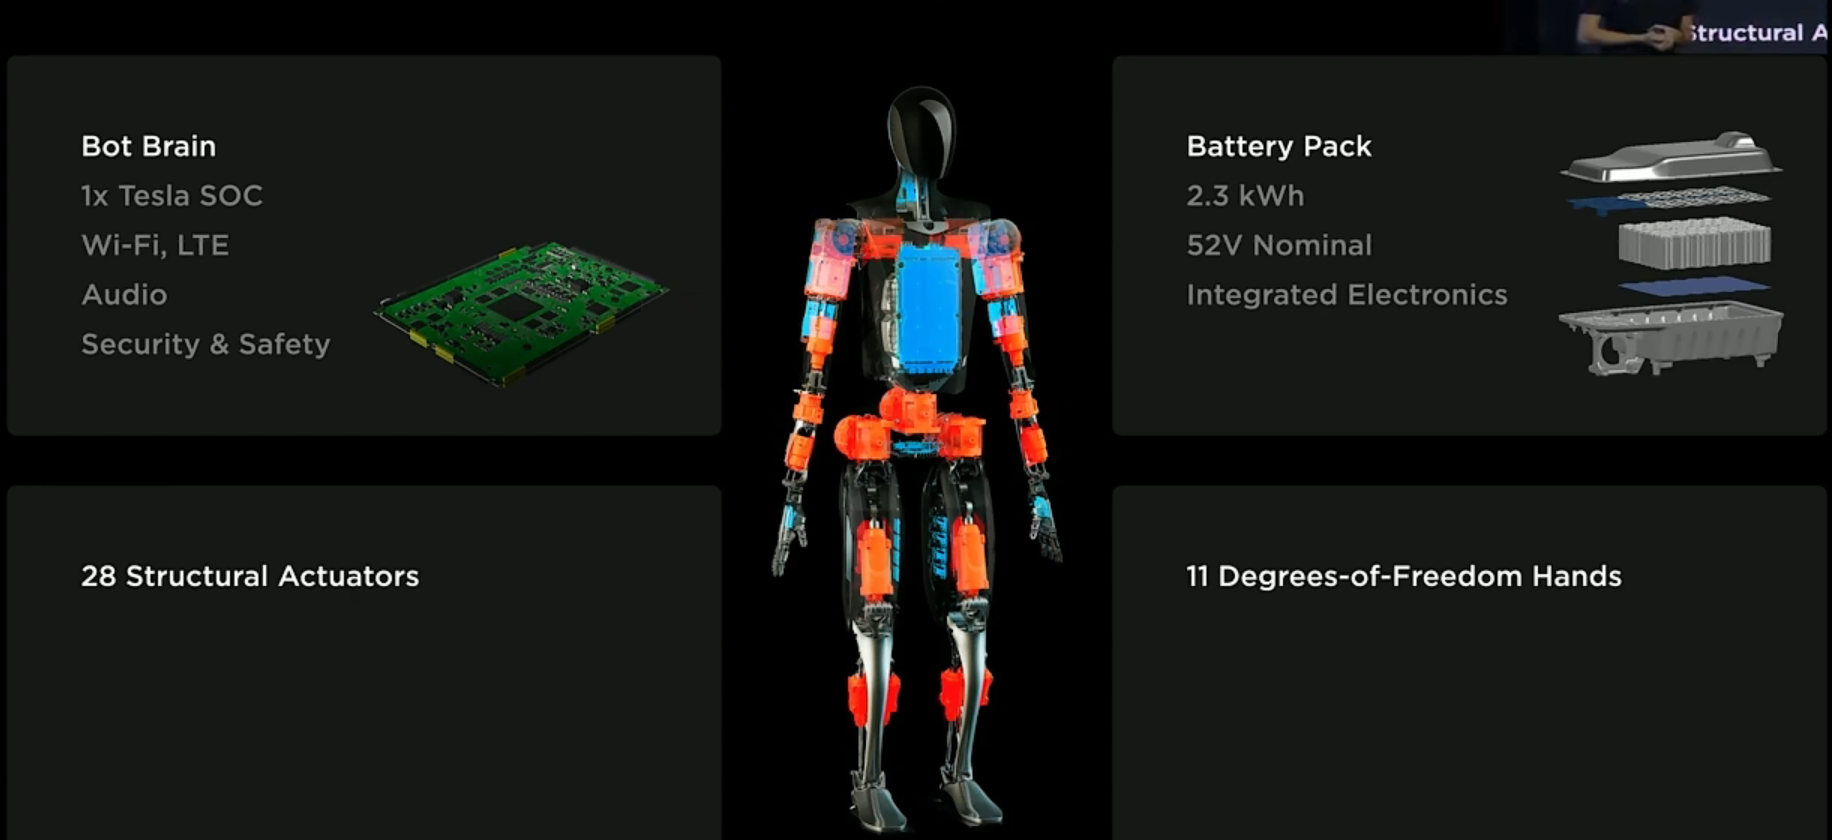 Structural A
Bot Brain
1x Tesla SOC
Wi-Fi, LTE
Audio
Security & Safety
Battery Pack
2.3 kWh
52V Nominal
Integrated Electronics
28 Structural Actuators
11 Degrees-of-Freedom Hands